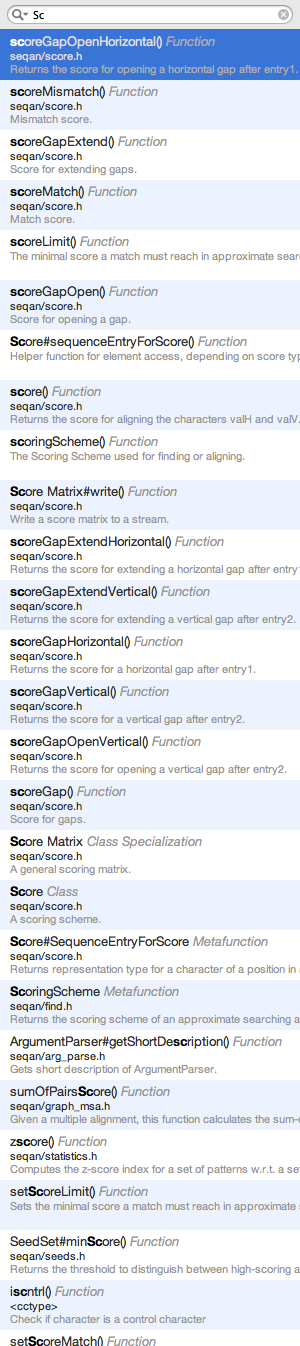 Sc
scoreGapOpenHorizontal() Function
seqan/score.h
Returns the score for opening a horizontal gap after entry1.
scoreMismatch() Function
seqan/score.h
Mismatch score.
scoreGapExtend() Function
seqan/score.h
Score for extending gaps.
scoreMatch() Function
seqan/score.h
Match score.
scoreLimit() Function
The minimal score a match must reach in approximate sear
scoreGapOpen() Function
seqan/score.h
Score for opening a gap.
Score#sequenceEntryForScore() Function
Helper function for element access, depending on score typ
score() Function
seqan/score.h
Returns the score for aligning the characters valH and valV.
scoringScheme() Function
The Scoring Scheme used for finding or aligning.
Score Matrix#write() Function
seqan/score.h
Write a score matrix to a stream.
scoreGapExtendHorizontal() Function
seqan/score.h
Returns the score for extending a horizontal gap after entry1
scoreGapExtendVertical() Function
seqan/score.h
Returns the score for extending a vertical gap after entry2.
scoreGapHorizontal() Function
seqan/score.h
Returns the score for a horizontal gap after entry1.
scoreGapVertical() Function
seqan/score.h
Returns the score for a vertical gap after entry2.
scoreGapOpenVertical() Function
seqan/score.h
Returns the score for opening a vertical gap after entry2.
scoreGap() Function
seqan/score.h
Score for gaps.
Score Matrix Class Specialization
seqan/score.h
A general scoring matrix.
Score Class
seqan/score.h
A scoring scheme.
Score#SequenceEntryForScore Metafunction
seqan/score.h
Returns representation type for a character of a position in a
ScoringScheme Metafunction
seqan/find.h
Returns the scoring scheme of an approximate searching a
ArgumentParser#getShortDescription() Function
seqan/arg_parse.h
Gets short description of ArgumentParser.
sumOfPairsScore() Function
seqan/graph_msa.h
Given a multiple alignment, this function calculates the sum-
zscore() Function
seqan/statistics.h
Computes the z-score index for a set of patterns w.r.t. a se
setScoreLimit() Function
Sets the minimal score a match must reach in approximate
SeedSet#minScore() Function
seqan/seeds.h
Returns the threshold to distinguish between high-scoring a
iscntrl() Function
<cctype>
Check if character is a control character
setScoreMatch() Function